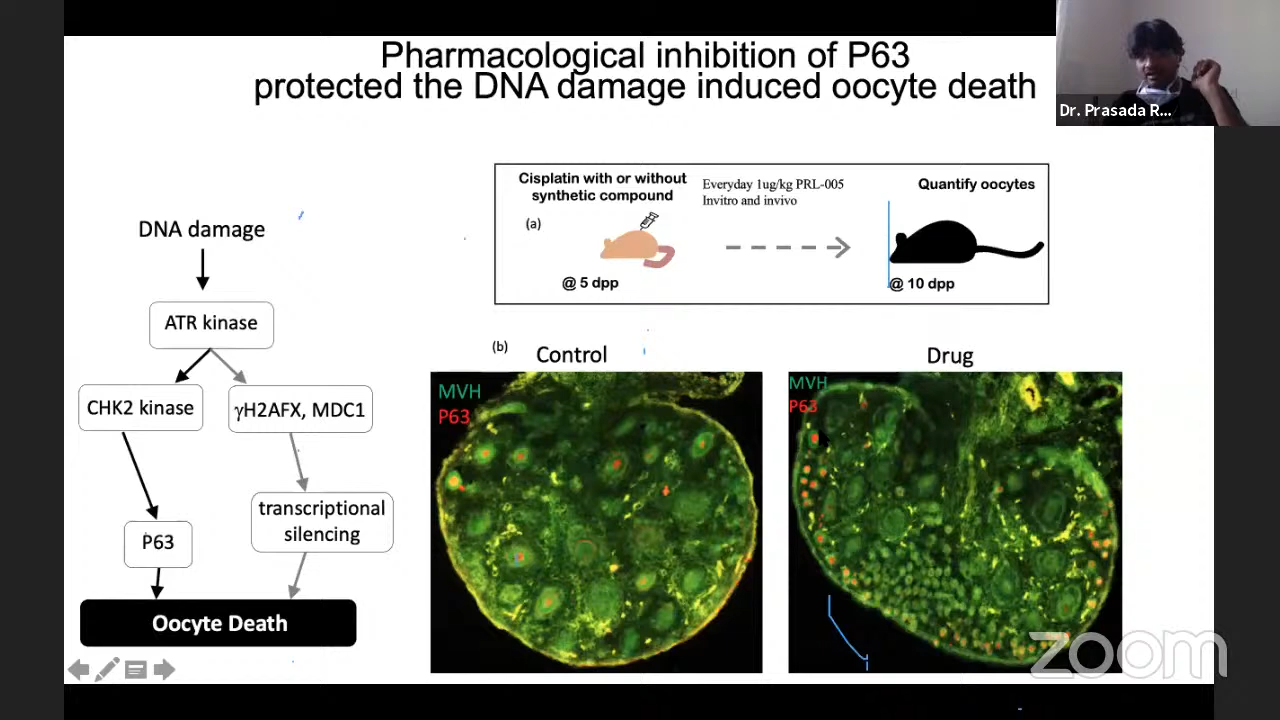 Pharmacological inhibition of P63
protected the DNA damage induced oocyte death
Dr. Prasada R...
DNA damage
ATR kinase
CHK2 kinase
γH2AFX, MDC1
P63
transcriptional
silencing
Oocyte Death
Cisplatin with or without
synthetic compound
Everyday 1ug/kg PRL-005
Invitro and invivo
Quantify oocytes
(a)
@ 5 dpp
@ 10 dpp
(b)
Control
Drug
MVH
P63
MVH
P63
zoom